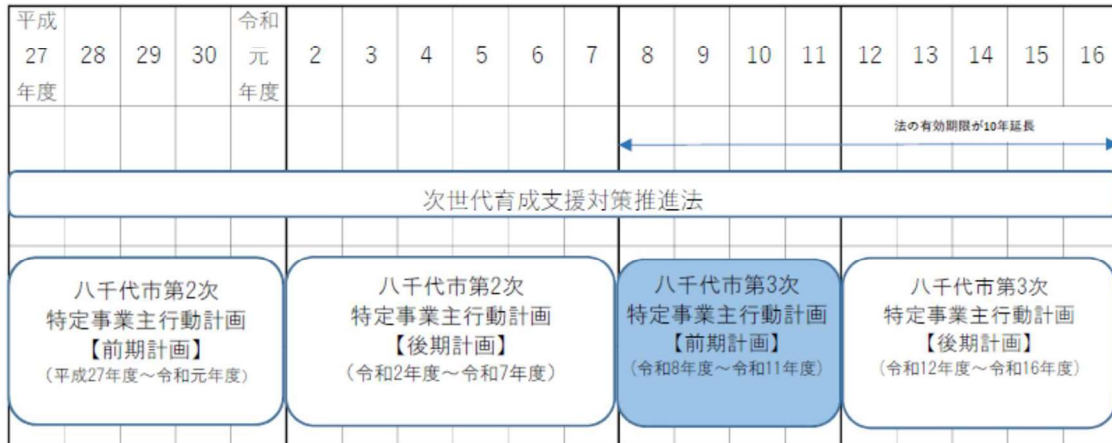 平成27年度 28 29 30 令和元年度 2 3 4 5 6 7 8 9 10 11 12 13 14 15 16
法の有効期限が10年延長
次世代育成支援対策推進法
八千代市第2次
特定事業主行動計画
【前期計画】
（平成27年度～令和元年度）
八千代市第2次
特定事業主行動計画
【後期計画】
（令和2年度～令和7年度）
八千代市第3次
特定事業主行動計画
【前期計画】
（令和8年度～令和11年度）
八千代市第3次
特定事業主行動計画
【後期計画】
（令和12年度～令和16年度）